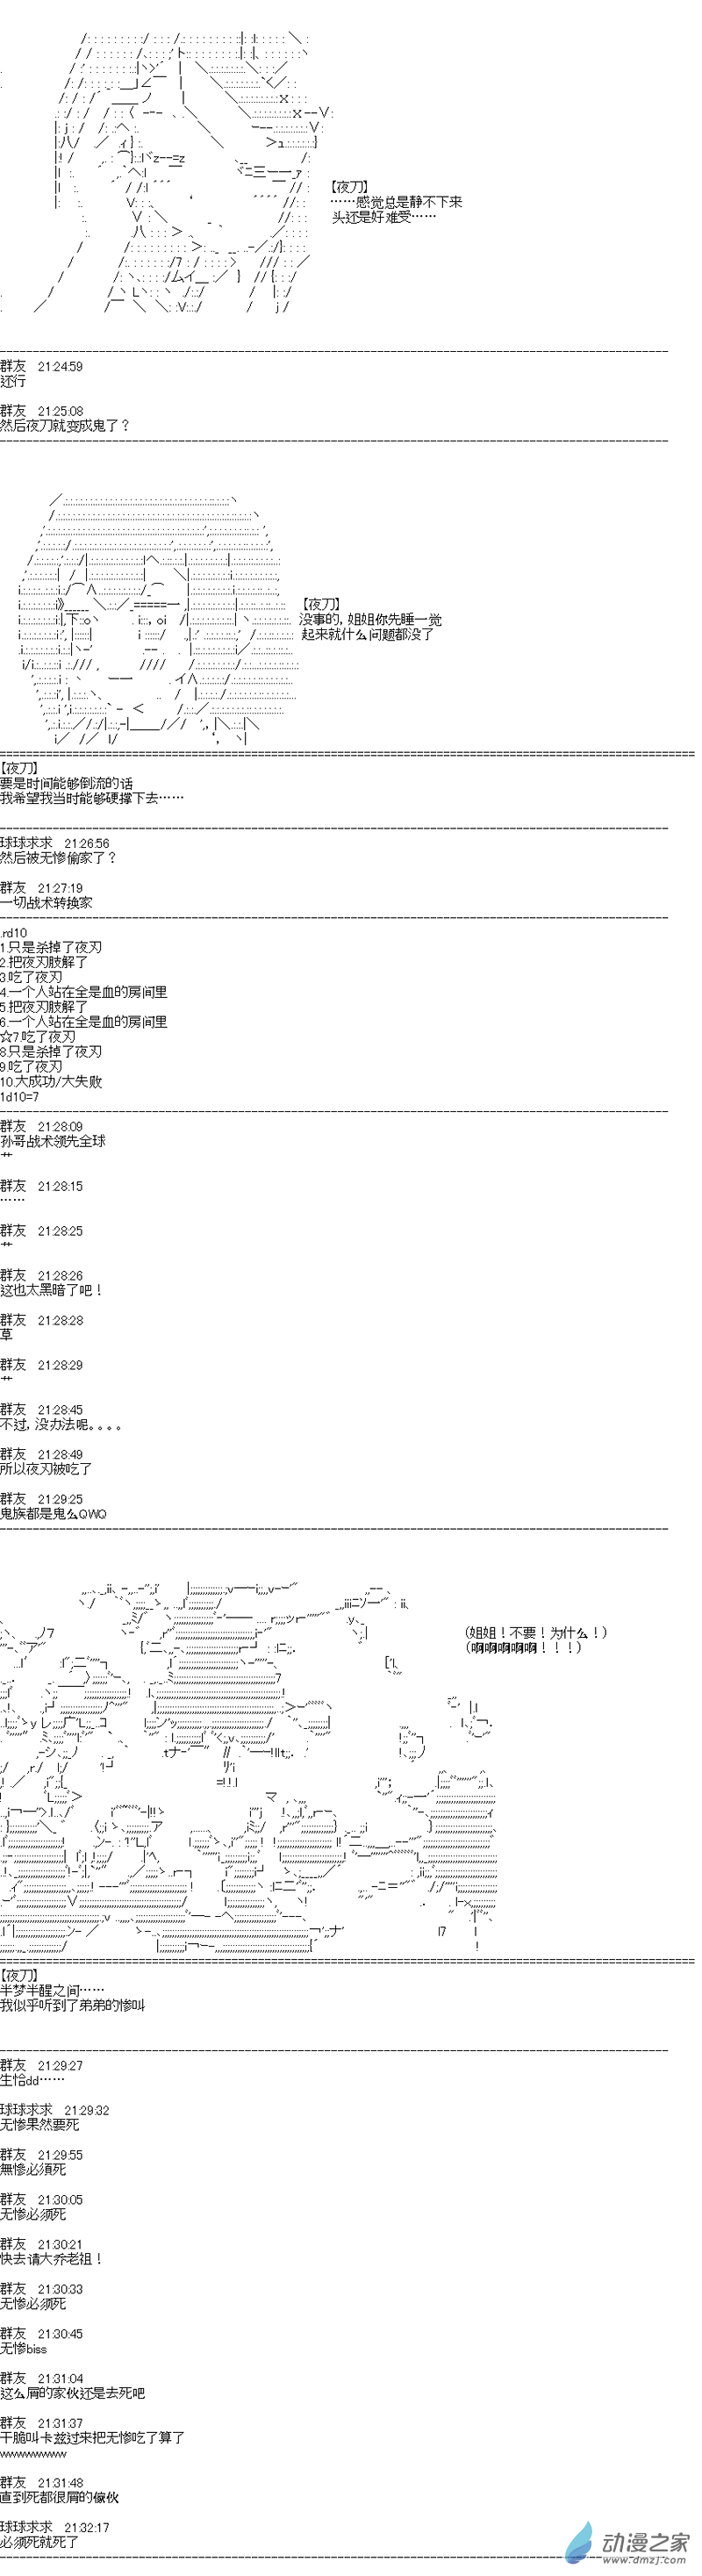 【夜刀】
……感觉总是静不下来
头还是好难受……
群友 21:24:59
还行
群友 21:25:08
然后夜刀就变成鬼了？
【夜刀】
没事的，姐姐你先睡一觉
起来就什么问题都没了
【夜刀】
要是时间能够倒流的话
我希望我当时能够硬撑下去……
球球求求 21:26:56
然后被无惨偷家了？
群友 21:27:19
一切战术转换家
.rd10
1.只是杀掉了夜刃
2.把夜刃肢解了
3.吃了夜刃
4.一个人站在全是血的房间里
5.把夜刃肢解了
6.一个人站在全是血的房间里
☆7.吃了夜刃
8.只是杀掉了夜刃
9.吃了夜刃
10.大成功/大失败
1d10=7
群友 21:28:09
孙哥战术领先全球
艹
群友 21:28:15
……
群友 21:28:25
艹
群友 21:28:26
这也太黑暗了吧！
群友 21:28:28
草
群友 21:28:29
艹
群友 21:28:45
不过，没办法呢。。。。
群友 21:28:49
所以夜刃被吃了
群友 21:29:25
鬼族都是鬼么QWQ
（姐姐！不要！为什么！）
（啊啊啊啊啊！！！）
【夜刀】
半梦半醒之间……
我似乎听到了弟弟的惨叫
群友 21:29:27
生恰dd……
球球求求 21:29:32
无惨果然要死
群友 21:29:55
無慘必須死
群友 21:30:05
无惨必须死
群友 21:30:21
快去请大乔老祖！
群友 21:30:33
无惨必须死
群友 21:30:45
无惨biss
群友 21:31:04
这么屑的家伙还是去死吧
群友 21:31:37
干脆叫卡兹过来把无惨吃了算了
wwwwwwwww
群友 21:31:48
直到死都很屑的傢伙
球球求求 21:32:17
必须死就死了
动漫之家
www.dmzj.com